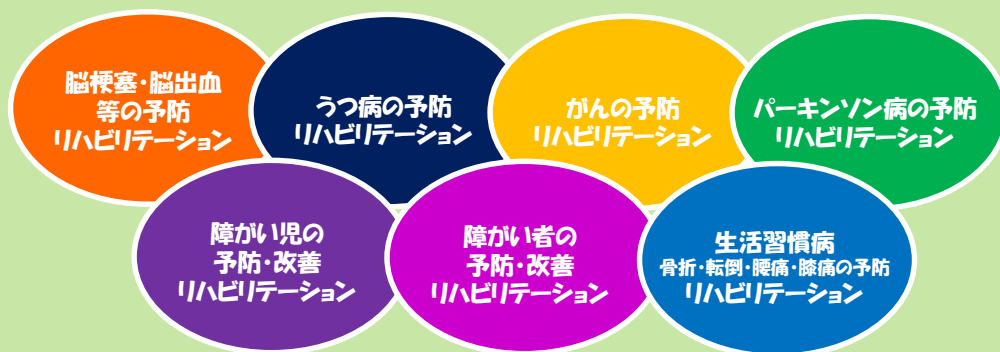 脳梗塞・脳出血
等の予防
リハビリテーション
うつ病の予防
リハビリテーション
がんの予防
リハビリテーション
パーキンソン病の予防
リハビリテーション
障がい児の
予防・改善
リハビリテーション
障がい者の
予防・改善
リハビリテーション
生活習慣病
骨折・転倒・腰痛・膝痛の予防
リハビリテーション